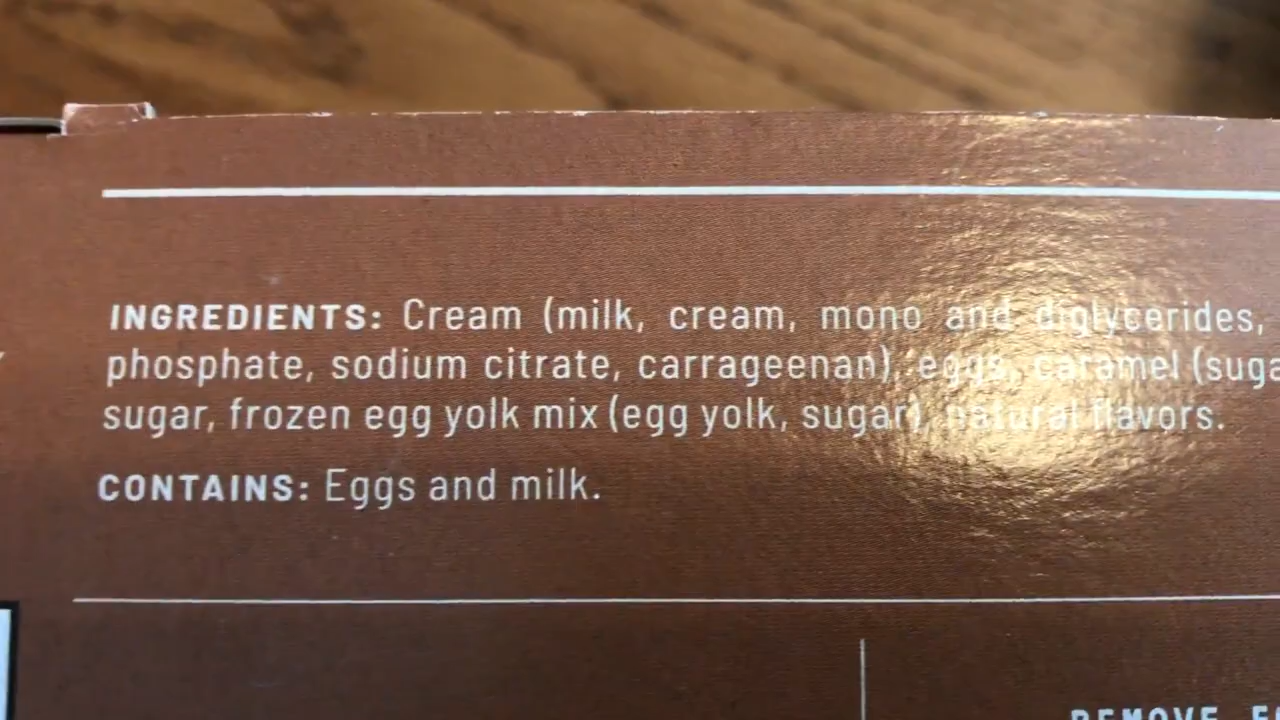 INGREDIENTS: Cream (milk, cream, mono and diglycerides,
phosphate, sodium citrate, carrageenan), eggs, caramel (suga
sugar, frozen egg yolk mix (egg yolk, sugar), natural flavors.
CONTAINS: Eggs and milk.
REMOVE